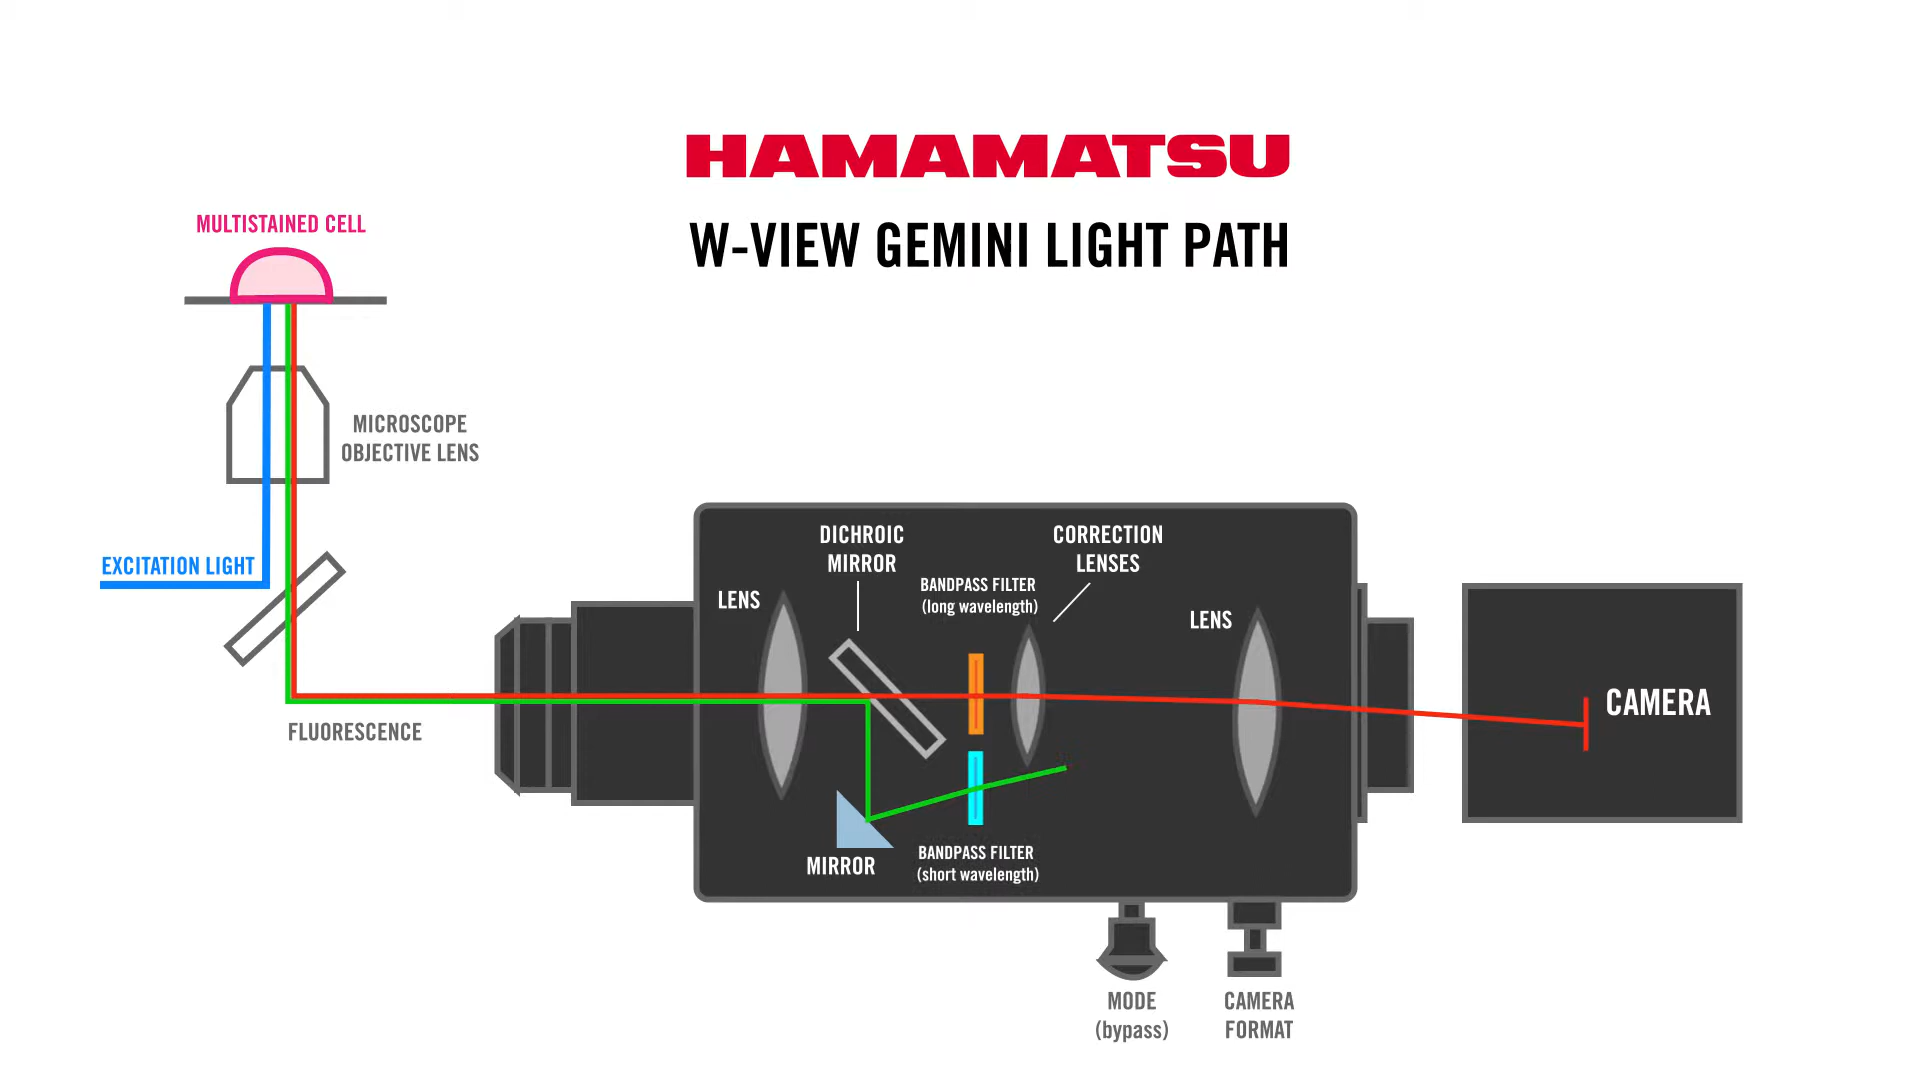 HAMAMATSU
W-VIEW GEMINI LIGHT PATH
MULTISTAINED CELL
MICROSCOPE
OBJECTIVE LENS
EXCITATION LIGHT
FLUORESCENCE
LENS
DICHROIC
MIRROR
BANDPASS FILTER
(long wavelength)
CORRECTION
LENSES
LENS
CAMERA
MIRROR
BANDPASS FILTER
(short wavelength)
MODE
(bypass)
CAMERA
FORMAT